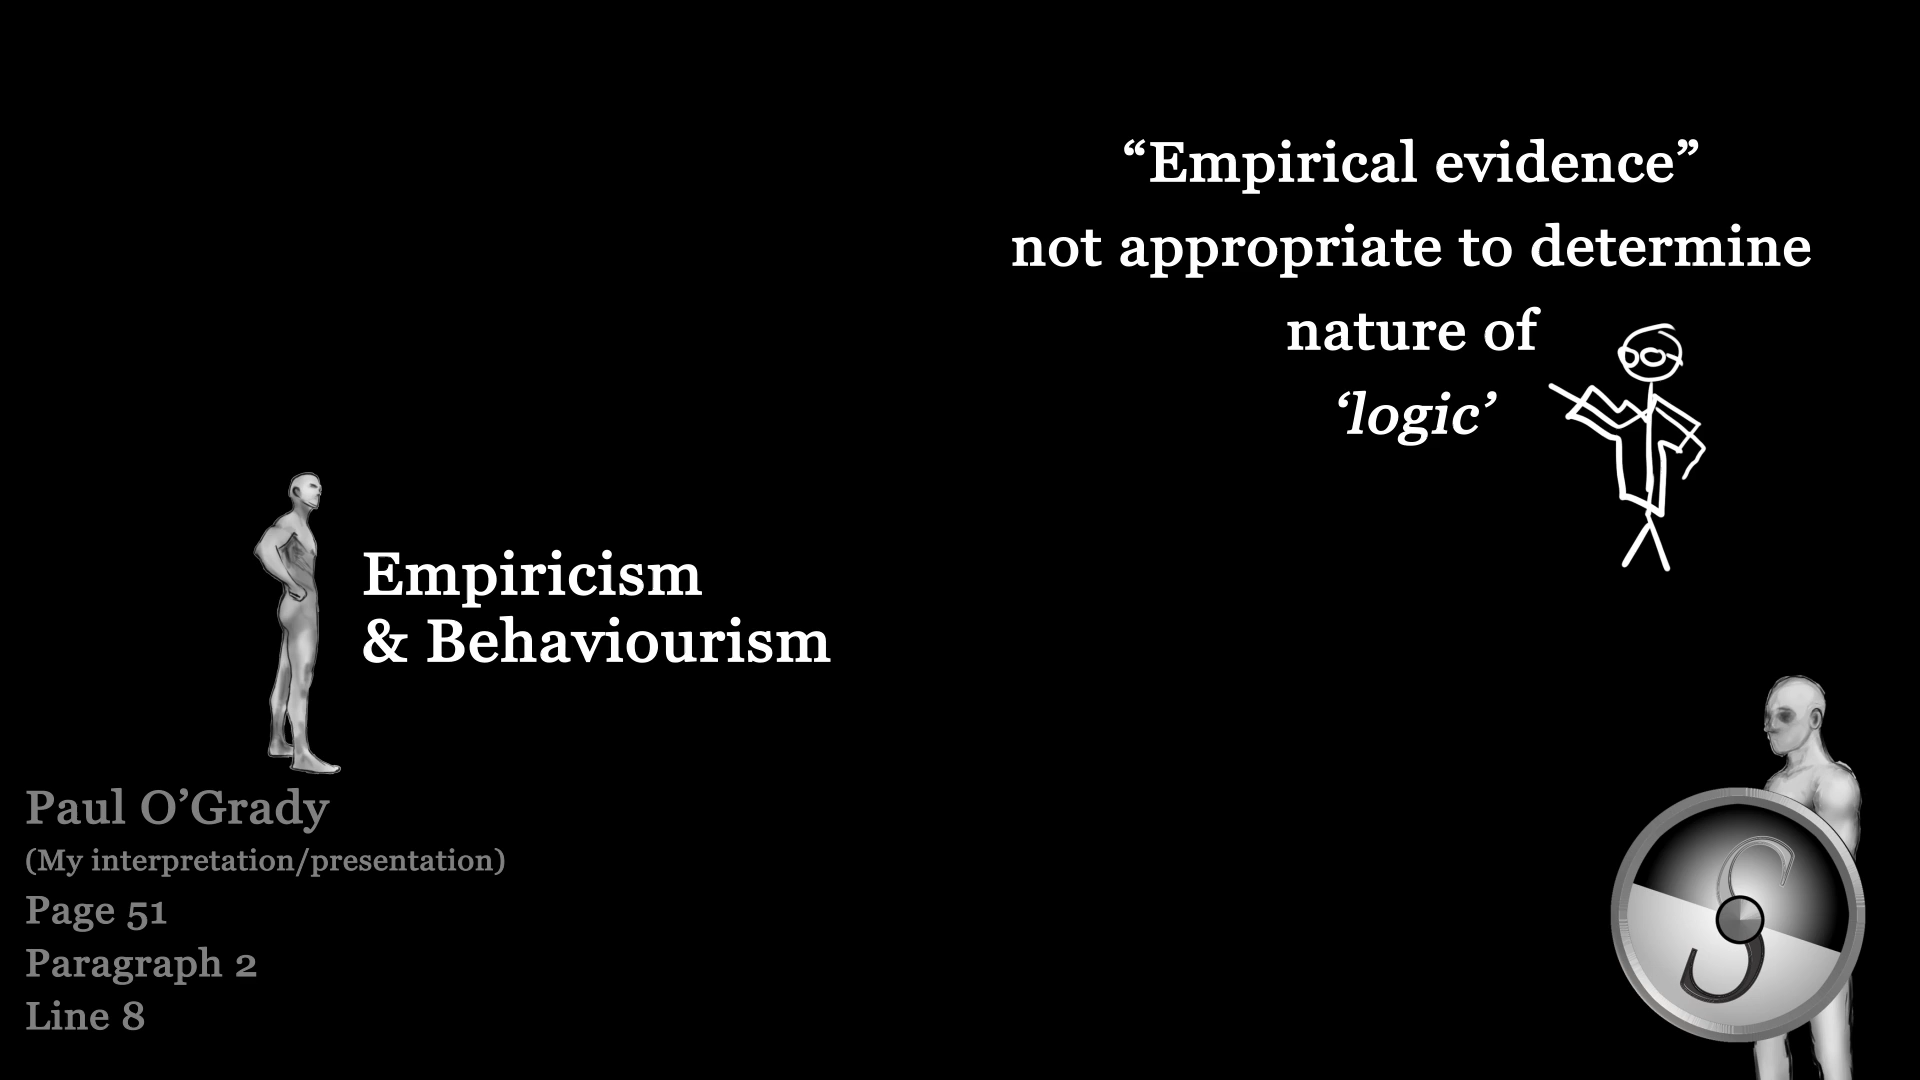 “Empirical evidence”
not appropriate to determine
nature of
‘logic’
Empiricism
& Behaviourism
Paul O’Grady
(My interpretation/presentation)
Page 51
Paragraph 2
Line 8
S